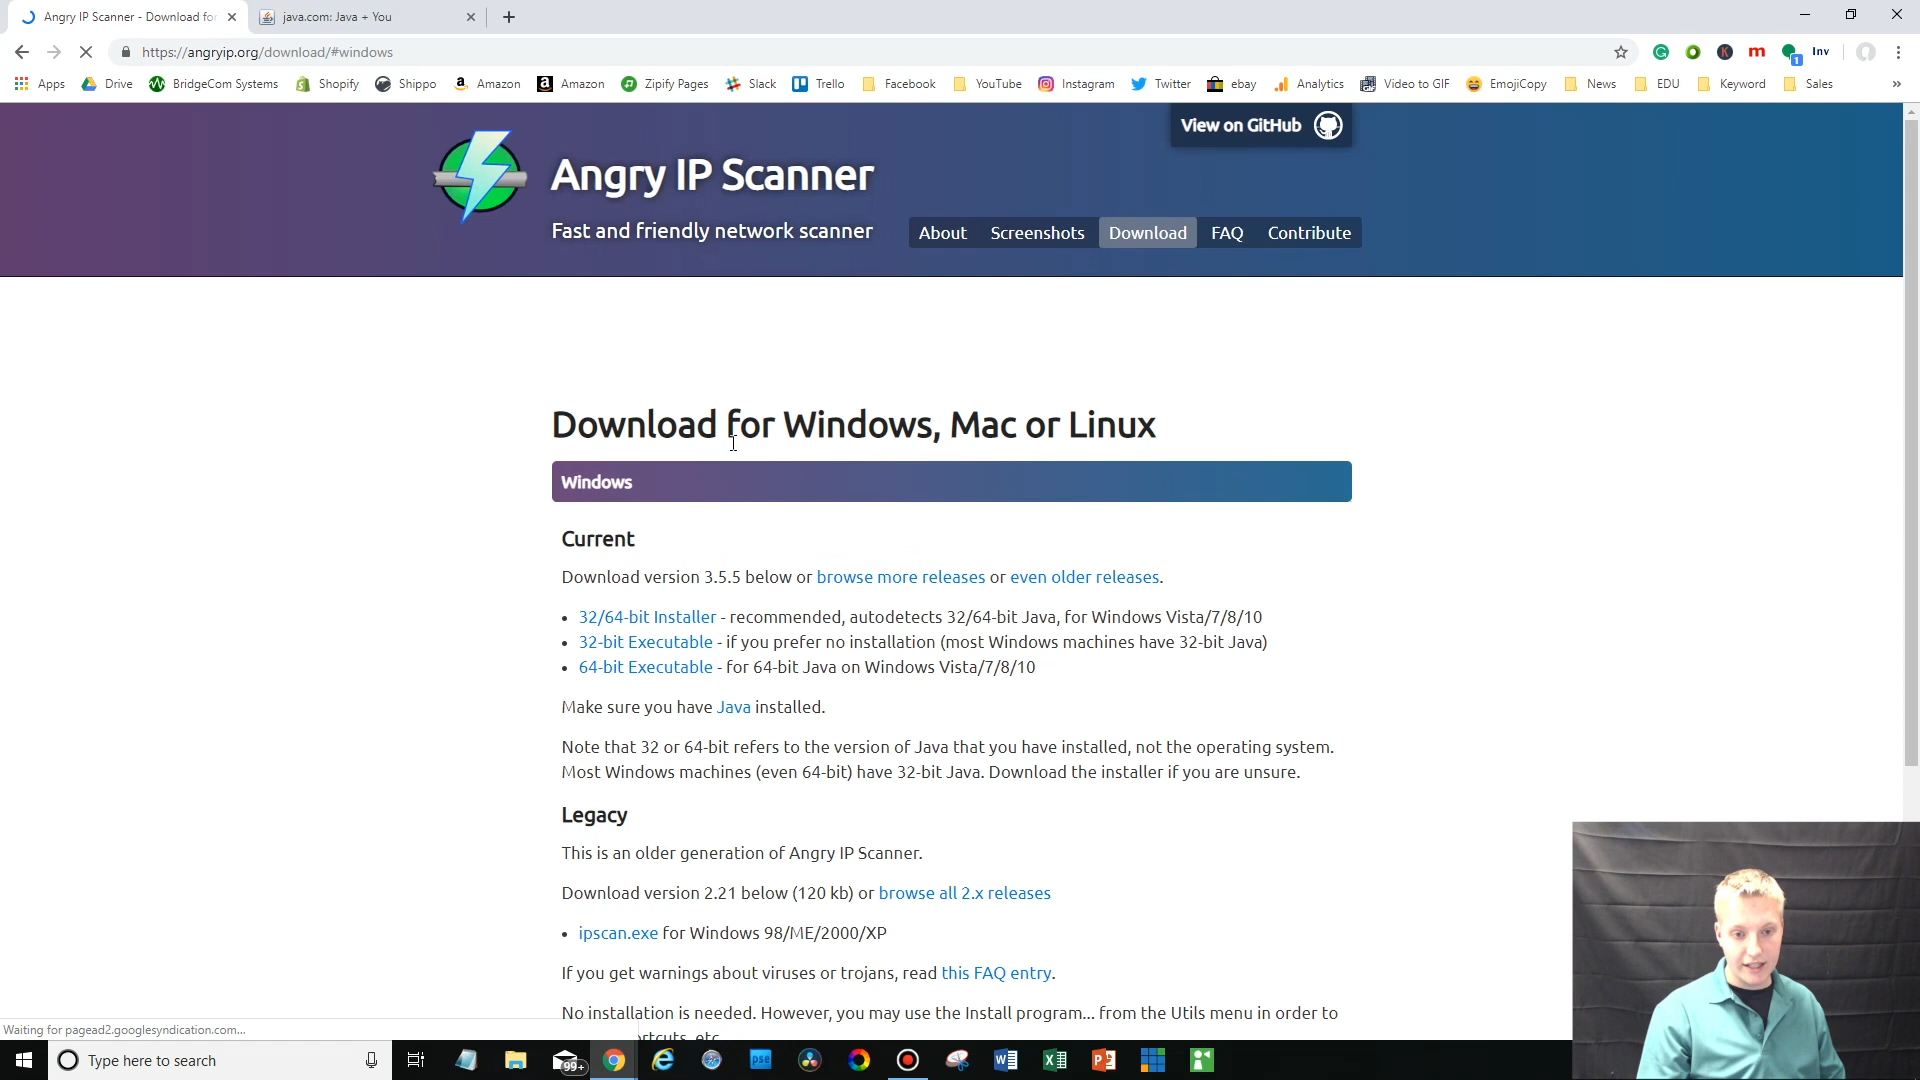 Angry IP Scanner - Download for
java.com: Java + You
https://angryip.org/download/#windows
Inv
1
Apps Drive BridgeCom Systems Shopify Shippo Amazon Amazon Zipify Pages Slack Trello Facebook YouTube Instagram Twitter ebay Analytics Video to GIF EmojiCopy News EDU Keyword Sales »
View on GitHub
Angry IP Scanner
Fast and friendly network scanner
About Screenshots Download FAQ Contribute
Download for Windows, Mac or Linux
Windows
Current
Download version 3.5.5 below or browse more releases or even older releases.
• 32/64-bit Installer - recommended, autodetects 32/64-bit Java, for Windows Vista/7/8/10
• 32-bit Executable - if you prefer no installation (most Windows machines have 32-bit Java)
• 64-bit Executable - for 64-bit Java on Windows Vista/7/8/10
Make sure you have Java installed.
Note that 32 or 64-bit refers to the version of Java that you have installed, not the operating system.
Most Windows machines (even 64-bit) have 32-bit Java. Download the installer if you are unsure.
Legacy
This is an older generation of Angry IP Scanner.
Download version 2.21 below (120 kb) or browse all 2.x releases
• ipscan.exe for Windows 98/ME/2000/XP
If you get warnings about viruses or trojans, read this FAQ entry.
No installation is needed. However, you may use the Install program... from the Utils menu in order to
etc
Waiting for pagead2.googlesyndication.com...
Type here to search
99+
pse